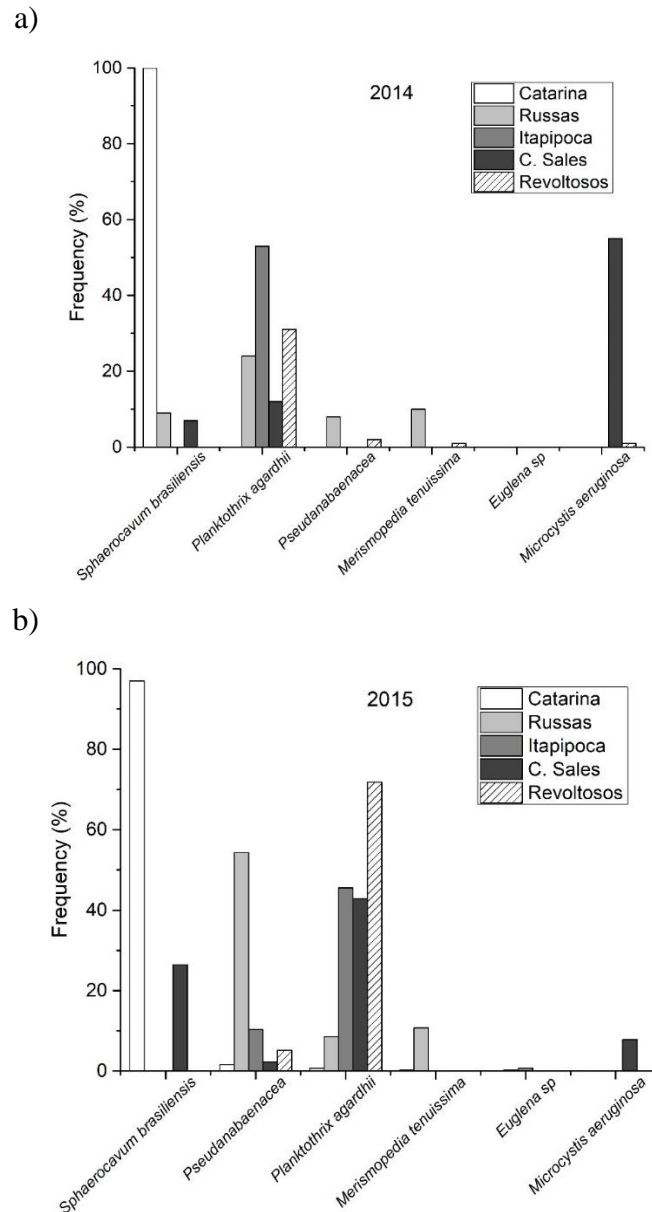 a)
100
80
60
40
20
0
Frequency (%)
2014
Catarina
Russas
Itapipoca
C. Sales
Revoltosos
Sphaerocavum brasiliensis
Planktothrix agardhii
Pseudanabaenacea
Merismopedia tenuissima
Euglena sp
Microcystis aeruginosa
b)
100
80
60
40
20
0
Frequency (%)
2015
Catarina
Russas
Itapipoca
C. Sales
Revoltosos
Sphaerocavum brasiliensis
Pseudanabaenacea
Planktothrix agardhii
Merismopedia tenuissima
Euglena sp
Microcystis aeruginosa